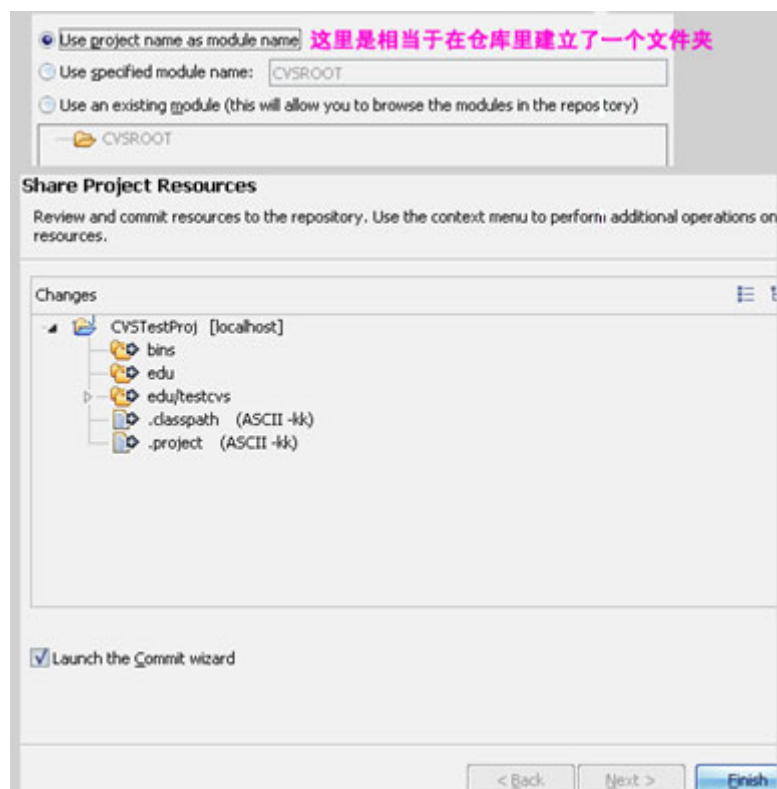 Use project name as module name 这里是相当于在仓库里建立了一个文件夹
Use specified module name: CVSROOT
Use an existing module (this will allow you to browse the modules in the repos tory)
CVSROOT
Share Project Resources
Review and commit resources to the repository. Use the context menu to perform additional operations on
resources.
Changes
CVSTestProj [localhost]
bins
edu
edu/testcvs
.classpath (ASCII -kk)
.project (ASCII -kk)
Launch the Commit wizard
< Back Next > Finish